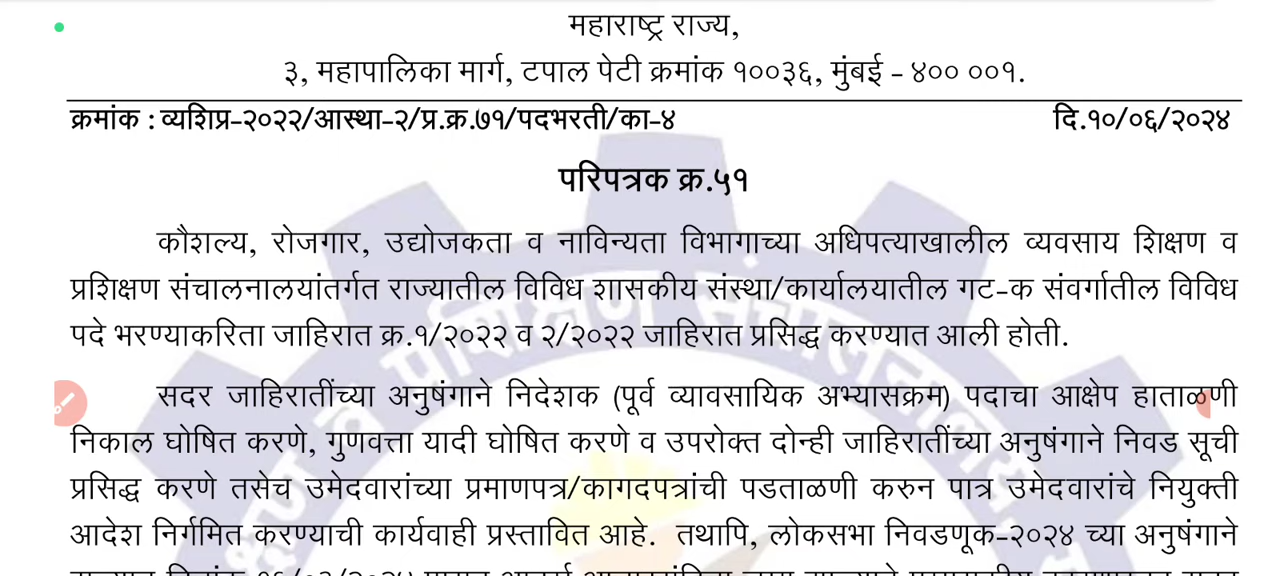 महाराष्ट्र राज्य,
३, महापालिका मार्ग, टपाल पेटी क्रमांक १००३६, मुंबई - ४०० ००१.
क्रमांक : व्यशिप्र-२०२२/आस्था-२/प्र.क्र.७१/पदभरती/का-४ दि.१०/०६/२०२४
परिपत्रक क्र.५१
कौशल्य, रोजगार, उद्योजकता व नाविन्यता विभागाच्या अधिपत्याखालील व्यवसाय शिक्षण व
प्रशिक्षण संचालनालयांतर्गत राज्यातील विविध शासकीय संस्था/कार्यालयातील गट-क संवर्गातील विविध
पदे भरण्याकरिता जाहिरात क्र.१/२०२२ व २/२०२२ जाहिरात प्रसिद्ध करण्यात आली होती.
सदर जाहिरातींच्या अनुषंगाने निदेशक (पूर्व व्यावसायिक अभ्यासक्रम) पदाचा आक्षेप हाताळणी
निकाल घोषित करणे, गुणवत्ता यादी घोषित करणे व उपरोक्त दोन्ही जाहिरातींच्या अनुषंगाने निवड सूची
प्रसिद्ध करणे तसेच उमेदवारांच्या प्रमाणपत्र/कागदपत्रांची पडताळणी करुन पात्र उमेदवारांचे नियुक्ती
आदेश निर्गमित करण्याची कार्यवाही प्रस्तावित आहे. तथापि, लोकसभा निवडणूक-२०२४ च्या अनुषंगाने